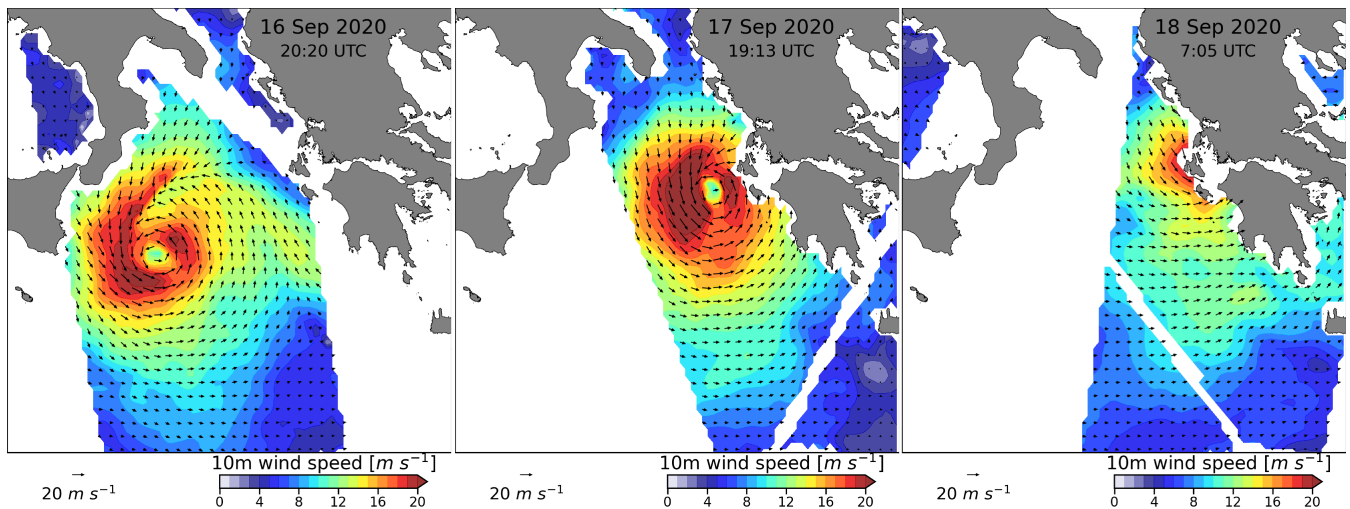 16 Sep 2020
20:20 UTC
10m wind speed [m s⁻¹]
20 m s⁻¹
0 4 8 12 16 20
17 Sep 2020
19:13 UTC
10m wind speed [m s⁻¹]
20 m s⁻¹
0 4 8 12 16 20
18 Sep 2020
7:05 UTC
10m wind speed [m s⁻¹]
20 m s⁻¹
0 4 8 12 16 20